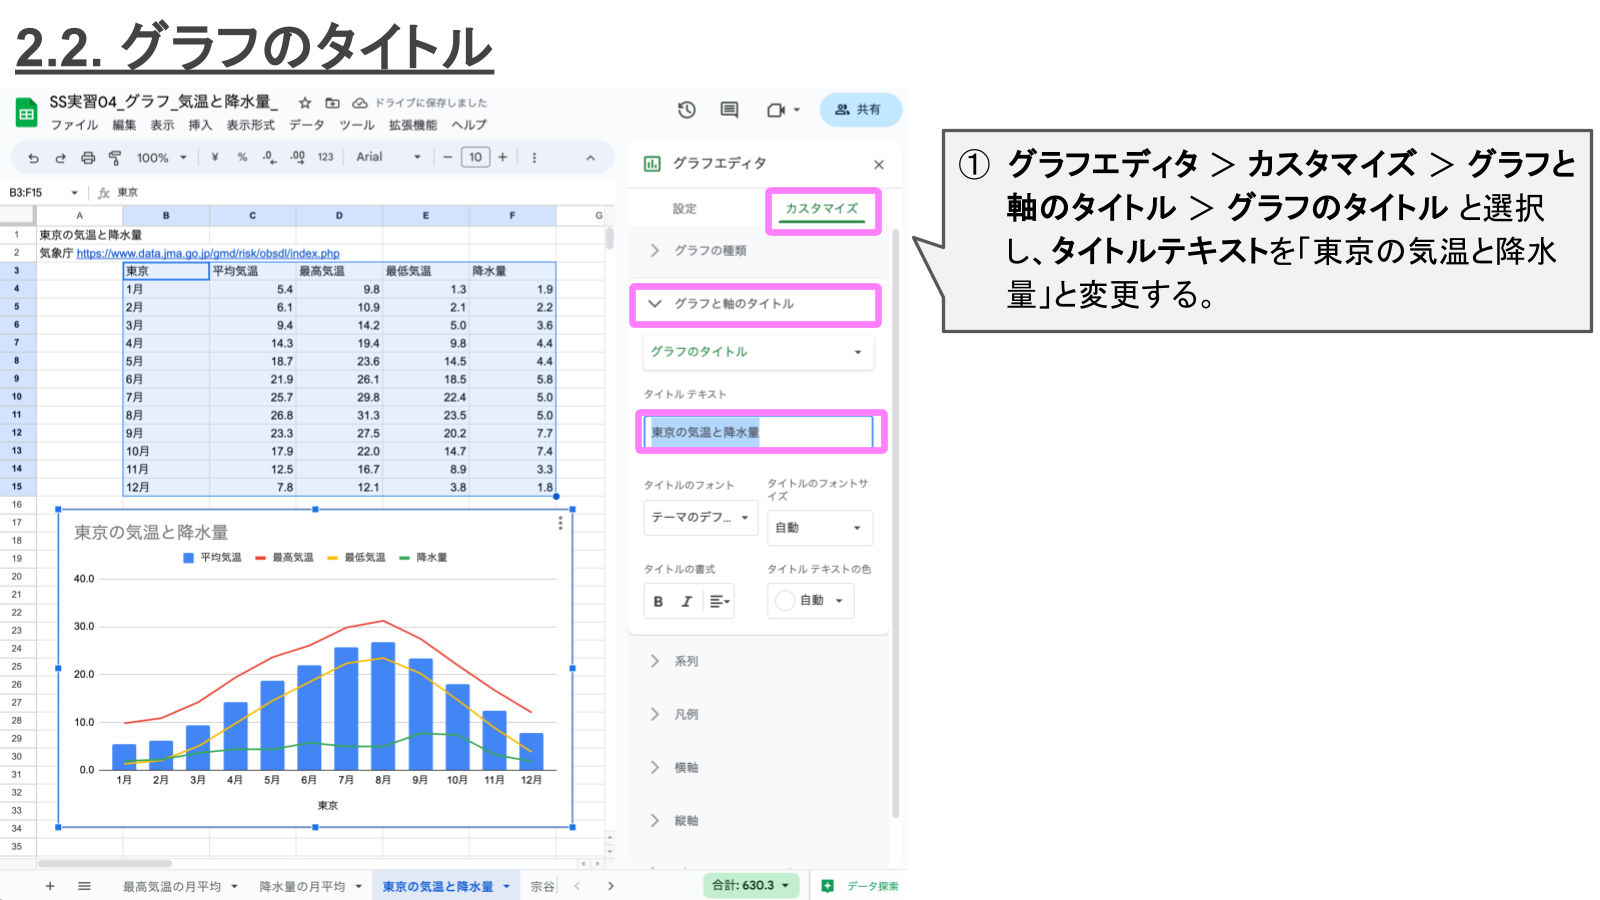 2.2. グラフのタイトル
SS実習04_グラフ_気温と降水量_ ドライブに保存しました
ファイル 編集 表示 挿入 表示形式 データ ツール 拡張機能 ヘルプ
共有
100% ¥ % .0 .00 123 Arial 10
B3:F15 fx 東京
A B C D E F G
1 東京の気温と降水量
2 気象庁 https://www.data.jma.go.jp/gmd/risk/obsdl/index.php
3 東京 平均気温 最高気温 最低気温 降水量
4 1月 5.4 9.8 1.3 1.9
5 2月 6.1 10.9 2.1 2.2
6 3月 9.4 14.2 5.0 3.6
7 4月 14.3 19.4 9.8 4.4
8 5月 18.7 23.6 14.5 4.4
9 6月 21.9 26.1 18.5 5.8
10 7月 25.7 29.8 22.4 5.0
11 8月 26.8 31.3 23.5 5.0
12 9月 23.3 27.5 20.2 7.7
13 10月 17.9 22.0 14.7 7.4
14 11月 12.5 16.7 8.9 3.3
15 12月 7.8 12.1 3.8 1.8
16
17
18
19
20
21
22
23
24
25
26
27
28
29
30
31
32
33
34
35
東京の気温と降水量
平均気温 最高気温 最低気温 降水量
40.0
30.0
20.0
10.0
0.0
1月 2月 3月 4月 5月 6月 7月 8月 9月 10月 11月 12月
東京
最高気温の月平均 降水量の月平均 東京の気温と降水量 宗谷
合計: 630.3 データ探索
グラフエディタ
設定 カスタマイズ
グラフの種類
グラフと軸のタイトル
グラフのタイトル
タイトル テキスト
東京の気温と降水量
タイトルのフォント タイトルのフォントサ
イズ
テーマのデフ... 自動
タイトルの書式 タイトル テキストの色
B I 自動
系列
凡例
横軸
縦軸
① グラフエディタ ＞ カスタマイズ ＞ グラフと
軸のタイトル ＞ グラフのタイトル と選択
し、タイトルテキストを「東京の気温と降水
量」と変更する。